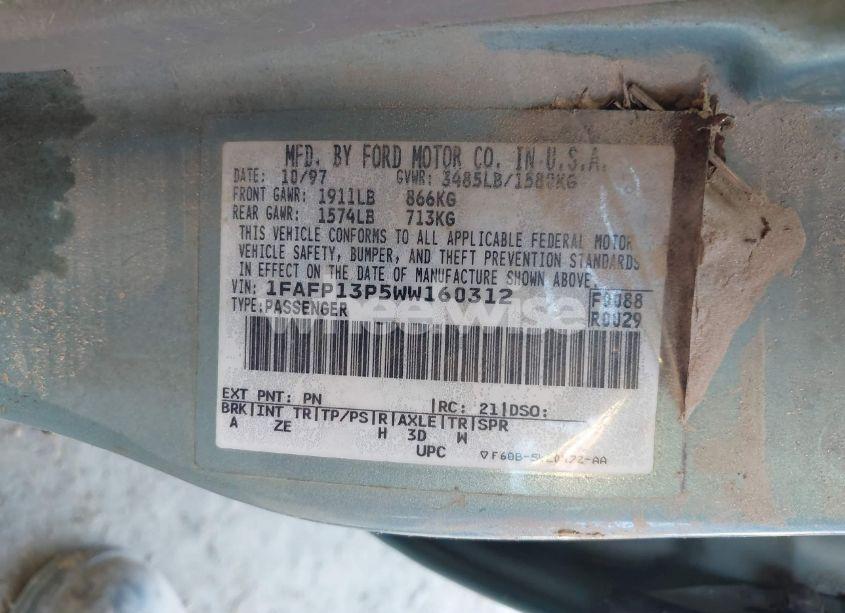 MFD. BY FORD MOTOR CO. IN U.S.A.
DATE: 10/97 GVWR: 3485LB/1580KG
FRONT GAWR: 1911LB 866KG
REAR GAWR: 1574LB 713KG
THIS VEHICLE CONFORMS TO ALL APPLICABLE FEDERAL MOTOR
VEHICLE SAFETY, BUMPER, AND THEFT PREVENTION STANDARDS
IN EFFECT ON THE DATE OF MANUFACTURE SHOWN ABOVE.
VIN: 1FAFP13P5WW160312 F0088
TYPE: PASSENGER R0029
wheelwise
EXT PNT: PN RC: 21 DSO:
BRK INT TR TP/PS R AXLE TR SPR
A ZE H 3D W
UPC